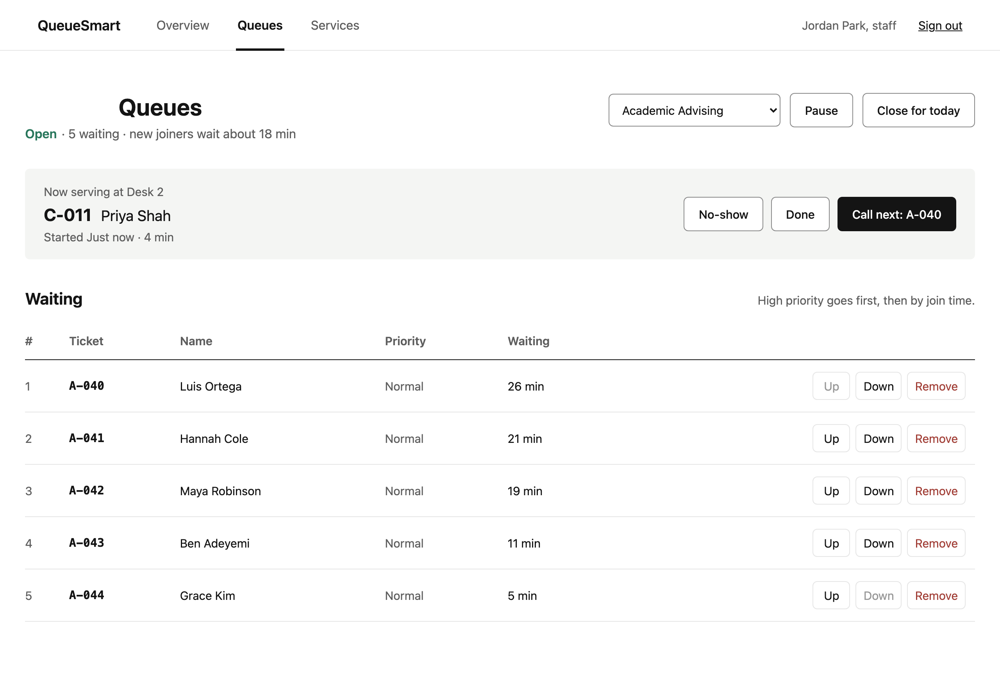 QueueSmart Overview Queues Services Jordan Park, staff Sign out
Queues
Academic Advising Pause Close for today
Open · 5 waiting · new joiners wait about 18 min
Now serving at Desk 2
C-011 Priya Shah
Started Just now · 4 min
No-show Done Call next: A-040
Waiting
High priority goes first, then by join time.
# Ticket Name Priority Waiting
1 A-040 Luis Ortega Normal 26 min Up Down Remove
2 A-041 Hannah Cole Normal 21 min Up Down Remove
3 A-042 Maya Robinson Normal 19 min Up Down Remove
4 A-043 Ben Adeyemi Normal 11 min Up Down Remove
5 A-044 Grace Kim Normal 5 min Up Down Remove